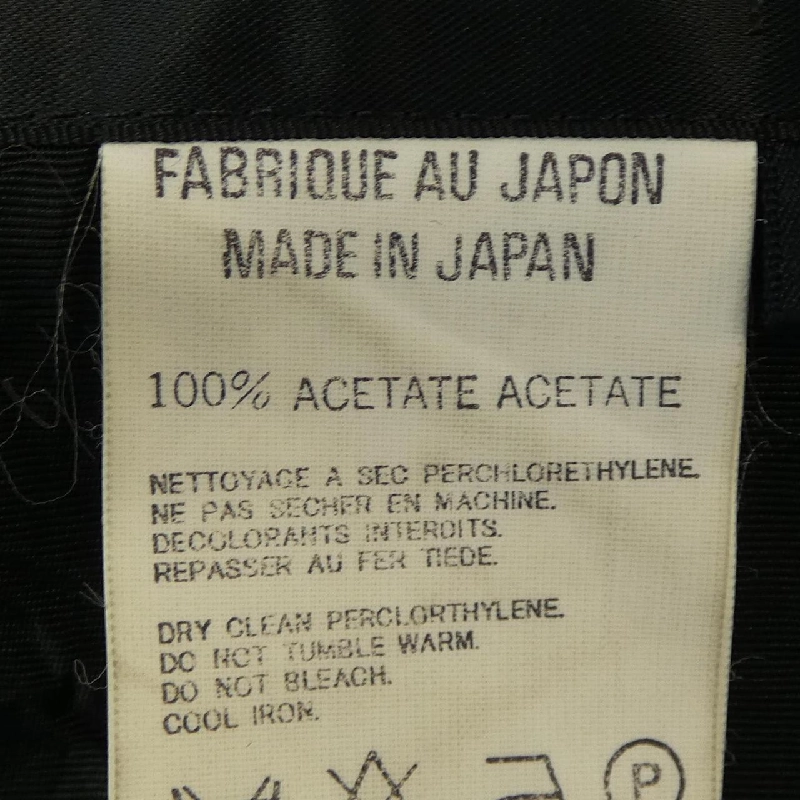 FABRIQUE AU JAPON
MADE IN JAPAN
100% ACETATE ACETATE
NETTOYAGE A SEC PERCHLORETHYLENE.
NE PAS SECHER EN MACHINE.
DECOLORANTS INTERDITS.
REPASSER AU FER TIEDE.
DRY CLEAN PERCLORTHYLENE.
DO NOT TUMBLE WARM.
DO NOT BLEACH.
COOL IRON.
P